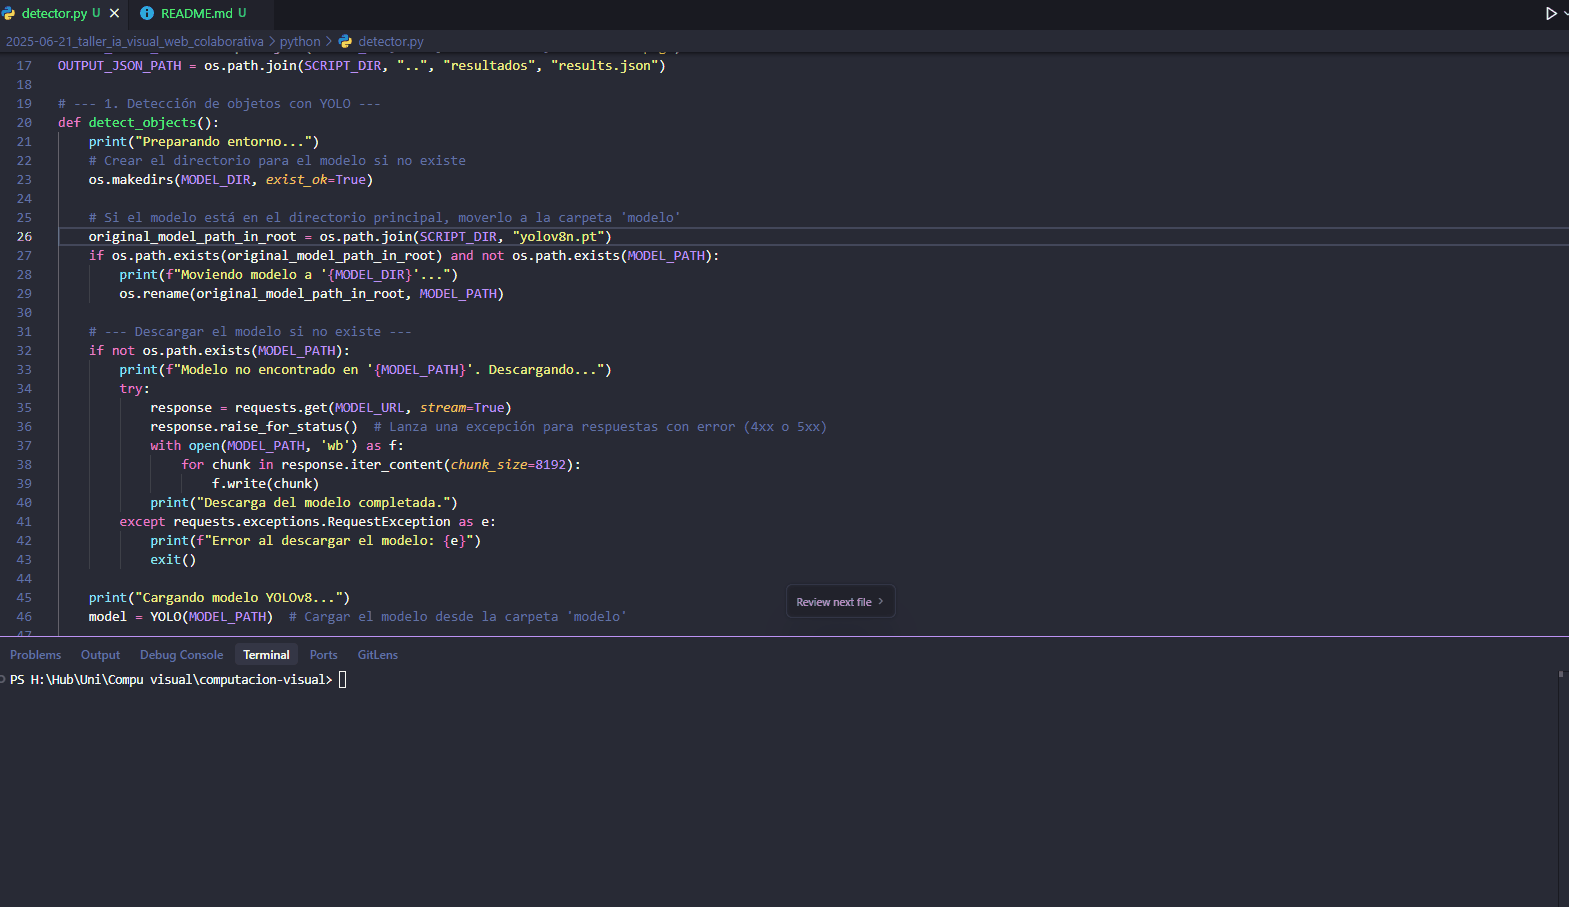 detector.py U
README.md U
2025-06-21_taller_ia_visual_web_colaborativa > python > detector.py
17 OUTPUT_JSON_PATH = os.path.join(SCRIPT_DIR, "..", "resultados", "results.json")
18
19 # --- 1. Detección de objetos con YOLO ---
20 def detect_objects():
21     print("Preparando entorno...")
22     # Crear el directorio para el modelo si no existe
23     os.makedirs(MODEL_DIR, exist_ok=True)
24
25     # Si el modelo está en el directorio principal, moverlo a la carpeta 'modelo'
26     original_model_path_in_root = os.path.join(SCRIPT_DIR, "yolov8n.pt")
27     if os.path.exists(original_model_path_in_root) and not os.path.exists(MODEL_PATH):
28         print(f"Moviendo modelo a '{MODEL_DIR}'...")
29         os.rename(original_model_path_in_root, MODEL_PATH)
30
31     # --- Descargar el modelo si no existe ---
32     if not os.path.exists(MODEL_PATH):
33         print(f"Modelo no encontrado en '{MODEL_PATH}'. Descargando...")
34         try:
35             response = requests.get(MODEL_URL, stream=True)
36             response.raise_for_status()  # Lanza una excepción para respuestas con error (4xx o 5xx)
37             with open(MODEL_PATH, 'wb') as f:
38                 for chunk in response.iter_content(chunk_size=8192):
39                     f.write(chunk)
40             print("Descarga del modelo completada.")
41         except requests.exceptions.RequestException as e:
42             print(f"Error al descargar el modelo: {e}")
43             exit()
44
45     print("Cargando modelo YOLOv8...")
46     model = YOLO(MODEL_PATH)  # Cargar el modelo desde la carpeta 'modelo'
47
Review next file >
Problems Output Debug Console Terminal Ports GitLens
PS H:\Hub\Uni\Compu visual\computacion-visual>